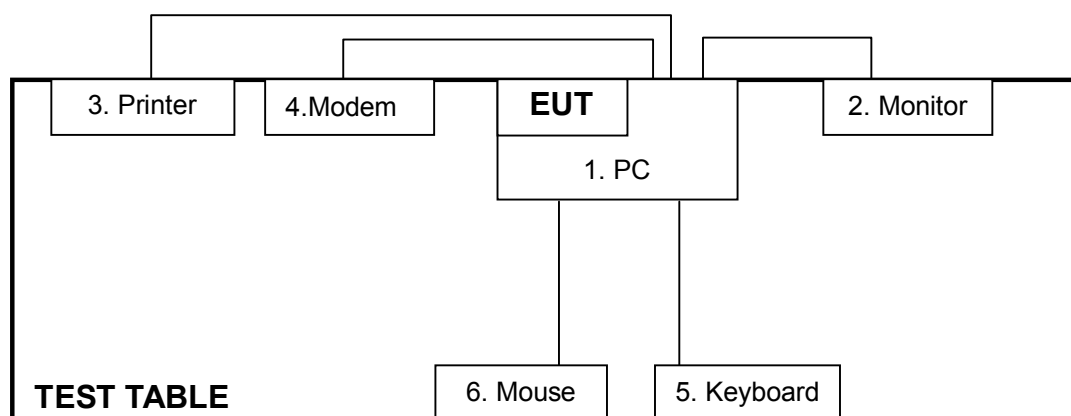 3. Printer
4.Modem
EUT
2. Monitor
1. PC
TEST TABLE
6. Mouse
5. Keyboard